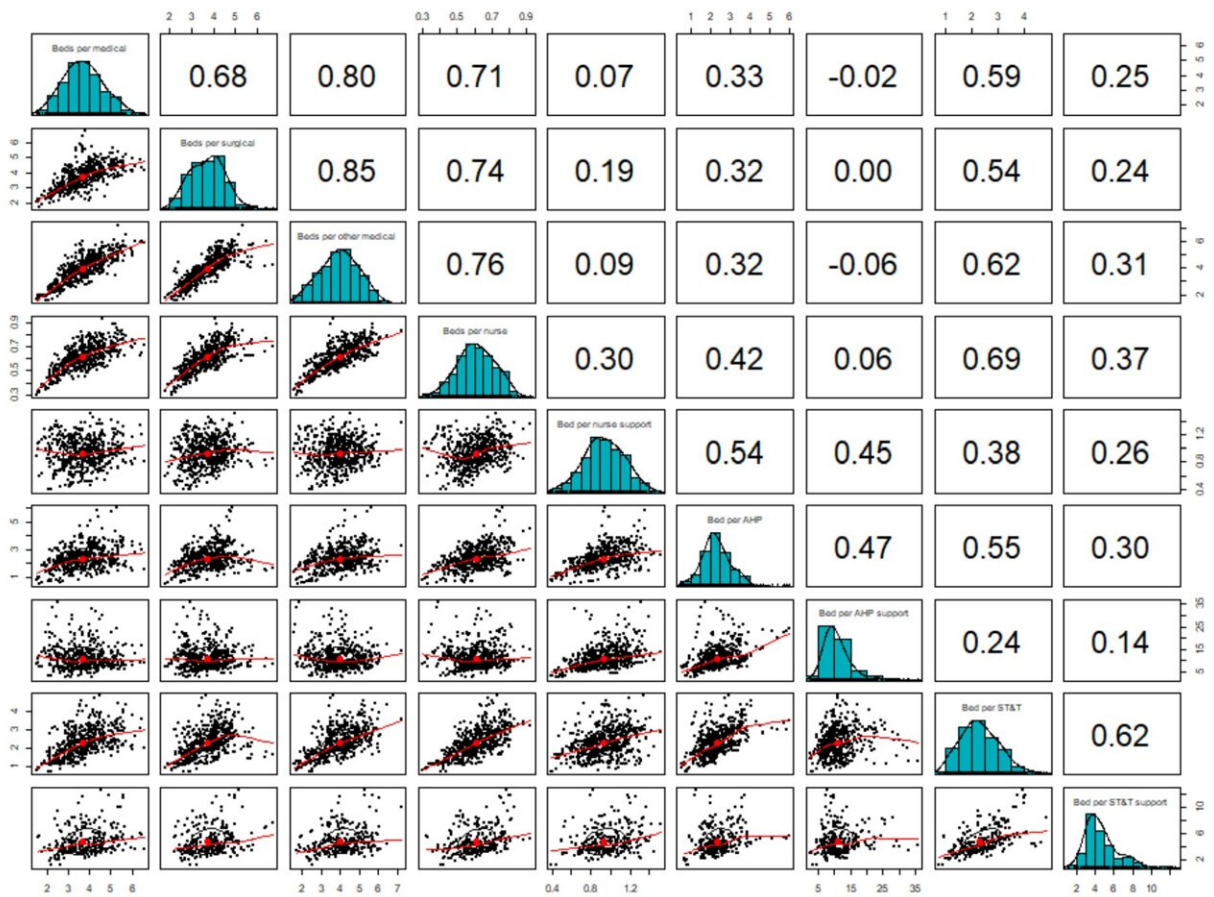 2 3 4 5 6 0.3 0.5 0.7 0.9 1 2 3 4 5 6 1 2 3 4
Beds per medical 0.68 0.80 0.71 0.07 0.33 -0.02 0.59 0.25 2 3 4 5 6
2 3 4 5 6 Beds per surgical 0.85 0.74 0.19 0.32 0.00 0.54 0.24
Beds per other medical 0.76 0.09 0.32 -0.06 0.62 0.31 2 4 6
0.3 0.5 0.7 0.9 Beds per nurse 0.30 0.42 0.06 0.69 0.37
Bed per nurse support 0.54 0.45 0.38 0.26 0.4 0.8 1.2
1 3 5 Bed per AHP 0.47 0.55 0.30
Bed per AHP support 0.24 0.14 5 15 25 35
1 2 3 4 Bed per ST&T 0.62
Bed per ST&T support 2 6 10
2 3 4 5 6 2 3 4 5 6 7 0.4 0.8 1.2 5 15 25 35 2 4 6 8 10